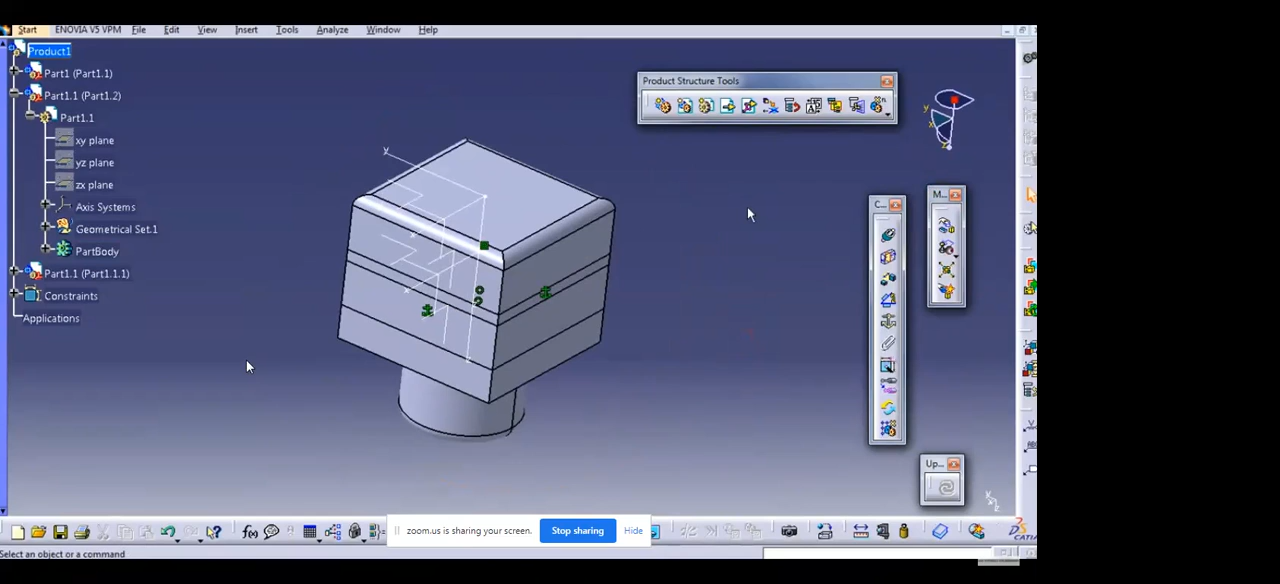 Start ENOVIA V5 VPM File Edit View Insert Tools Analyze Window Help
Product1
Product Structure Tools
Part1 (Part1.1)
Part1.1 (Part1.2)
Part1.1
xy plane
yz plane
zx plane
Axis Systems
Geometrical Set.1
PartBody
Part1.1 (Part1.1.1)
Constraints
Applications
y
y
x
z
C...
M...
Up...
f(x)
zoom.us is sharing your screen. Stop sharing Hide
Select an object or a command